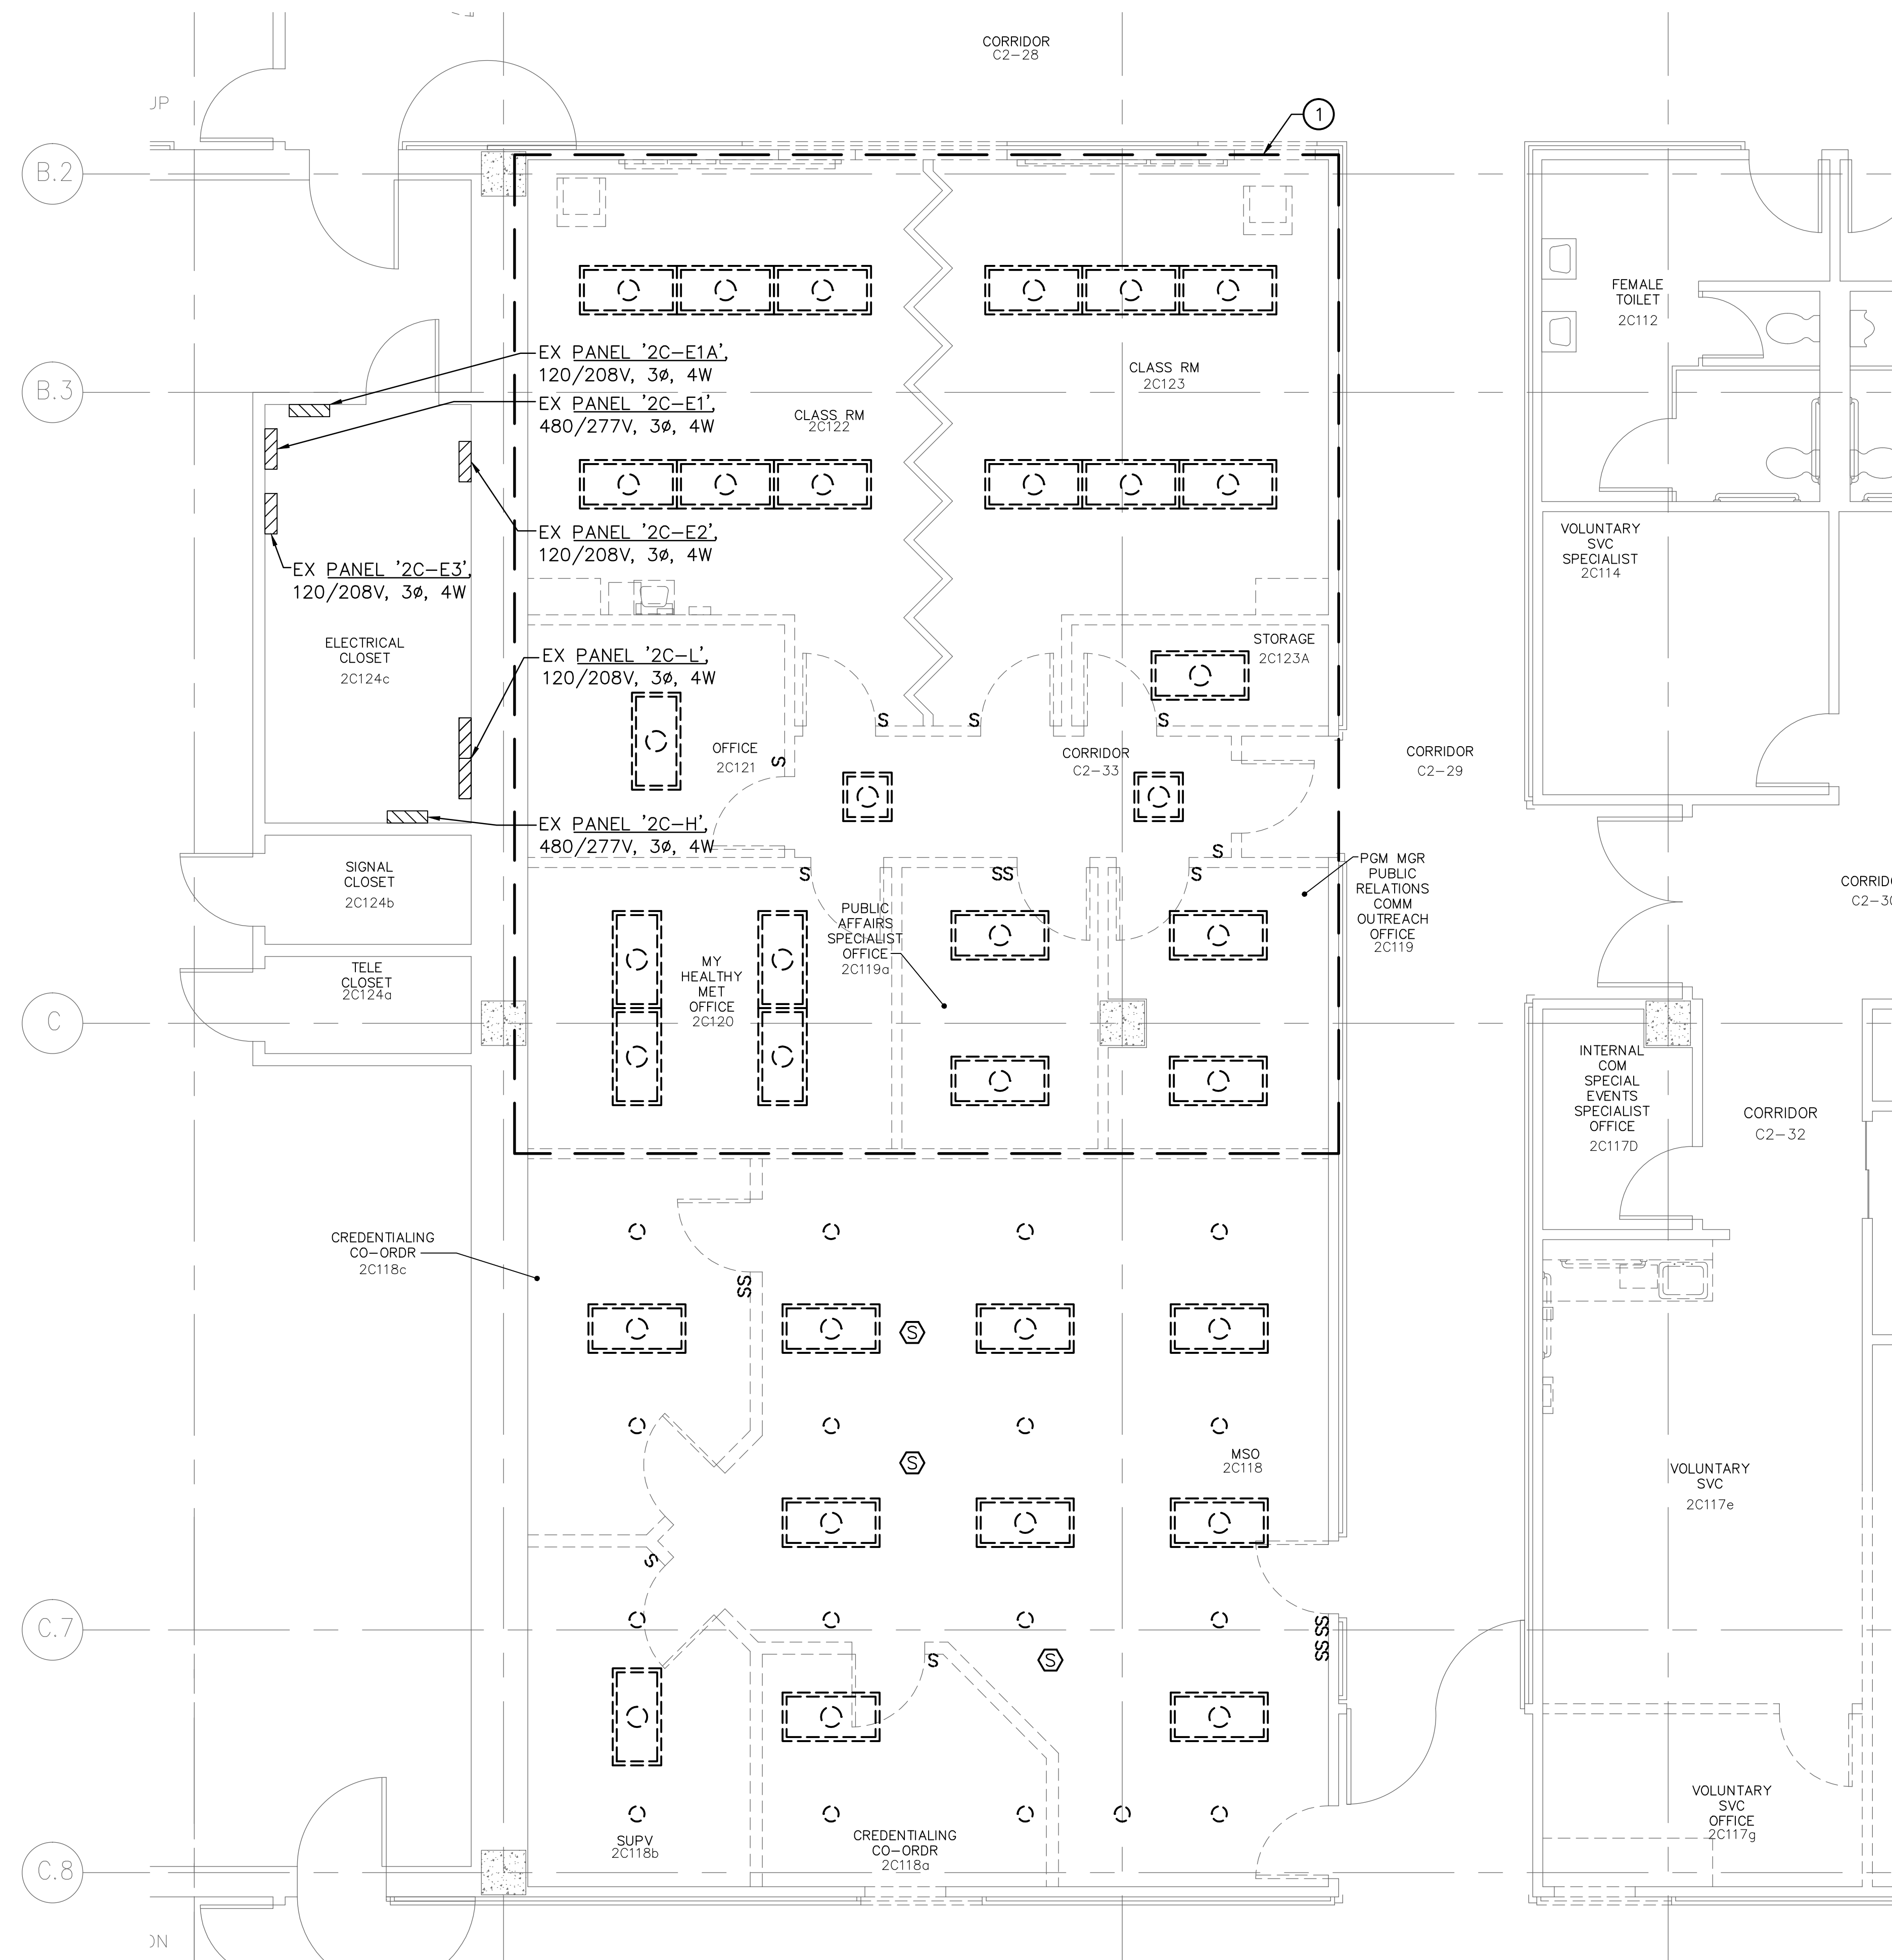 CORRIDOR
C2-28
1
B.2
FEMALE
TOILET
2C112
EX PANEL '2C-E1A',
120/208V, 3ø, 4W
B.3
CLASS RM
2C123
EX PANEL '2C-E1',
480/277V, 3ø, 4W
CLASS RM
2C122
EX PANEL '2C-E2',
120/208V, 3ø, 4W
VOLUNTARY
SVC
SPECIALIST
2C114
EX PANEL '2C-E3',
120/208V, 3ø, 4W
ELECTRICAL
CLOSET
2C124c
STORAGE
2C123A
EX PANEL '2C-L',
120/208V, 3ø, 4W
S
S
S
OFFICE
2C121
S
CORRIDOR
C2-33
CORRIDOR
C2-29
EX PANEL '2C-H',
480/277V, 3ø, 4W
S
SIGNAL
CLOSET
2C124b
S
SS
S
PGM MGR
PUBLIC
RELATIONS
COMM
OUTREACH
OFFICE
2C119
PUBLIC
AFFAIRS
SPECIALIST
OFFICE
2C119a
TELE
CLOSET
2C124a
MY
HEALTHY
MET
OFFICE
2C120
C
INTERNAL
COM
SPECIAL
EVENTS
SPECIALIST
OFFICE
2C117D
CORRIDOR
C2-32
CREDENTIALING
CO-ORDR
2C118c
SS
S
S
MSO
2C118
VOLUNTARY
SVC
2C117e
S
C.7
SS SS
S
S
VOLUNTARY
SVC
OFFICE
2C117g
SUPV
2C118b
CREDENTIALING
CO-ORDR
2C118a
C.8